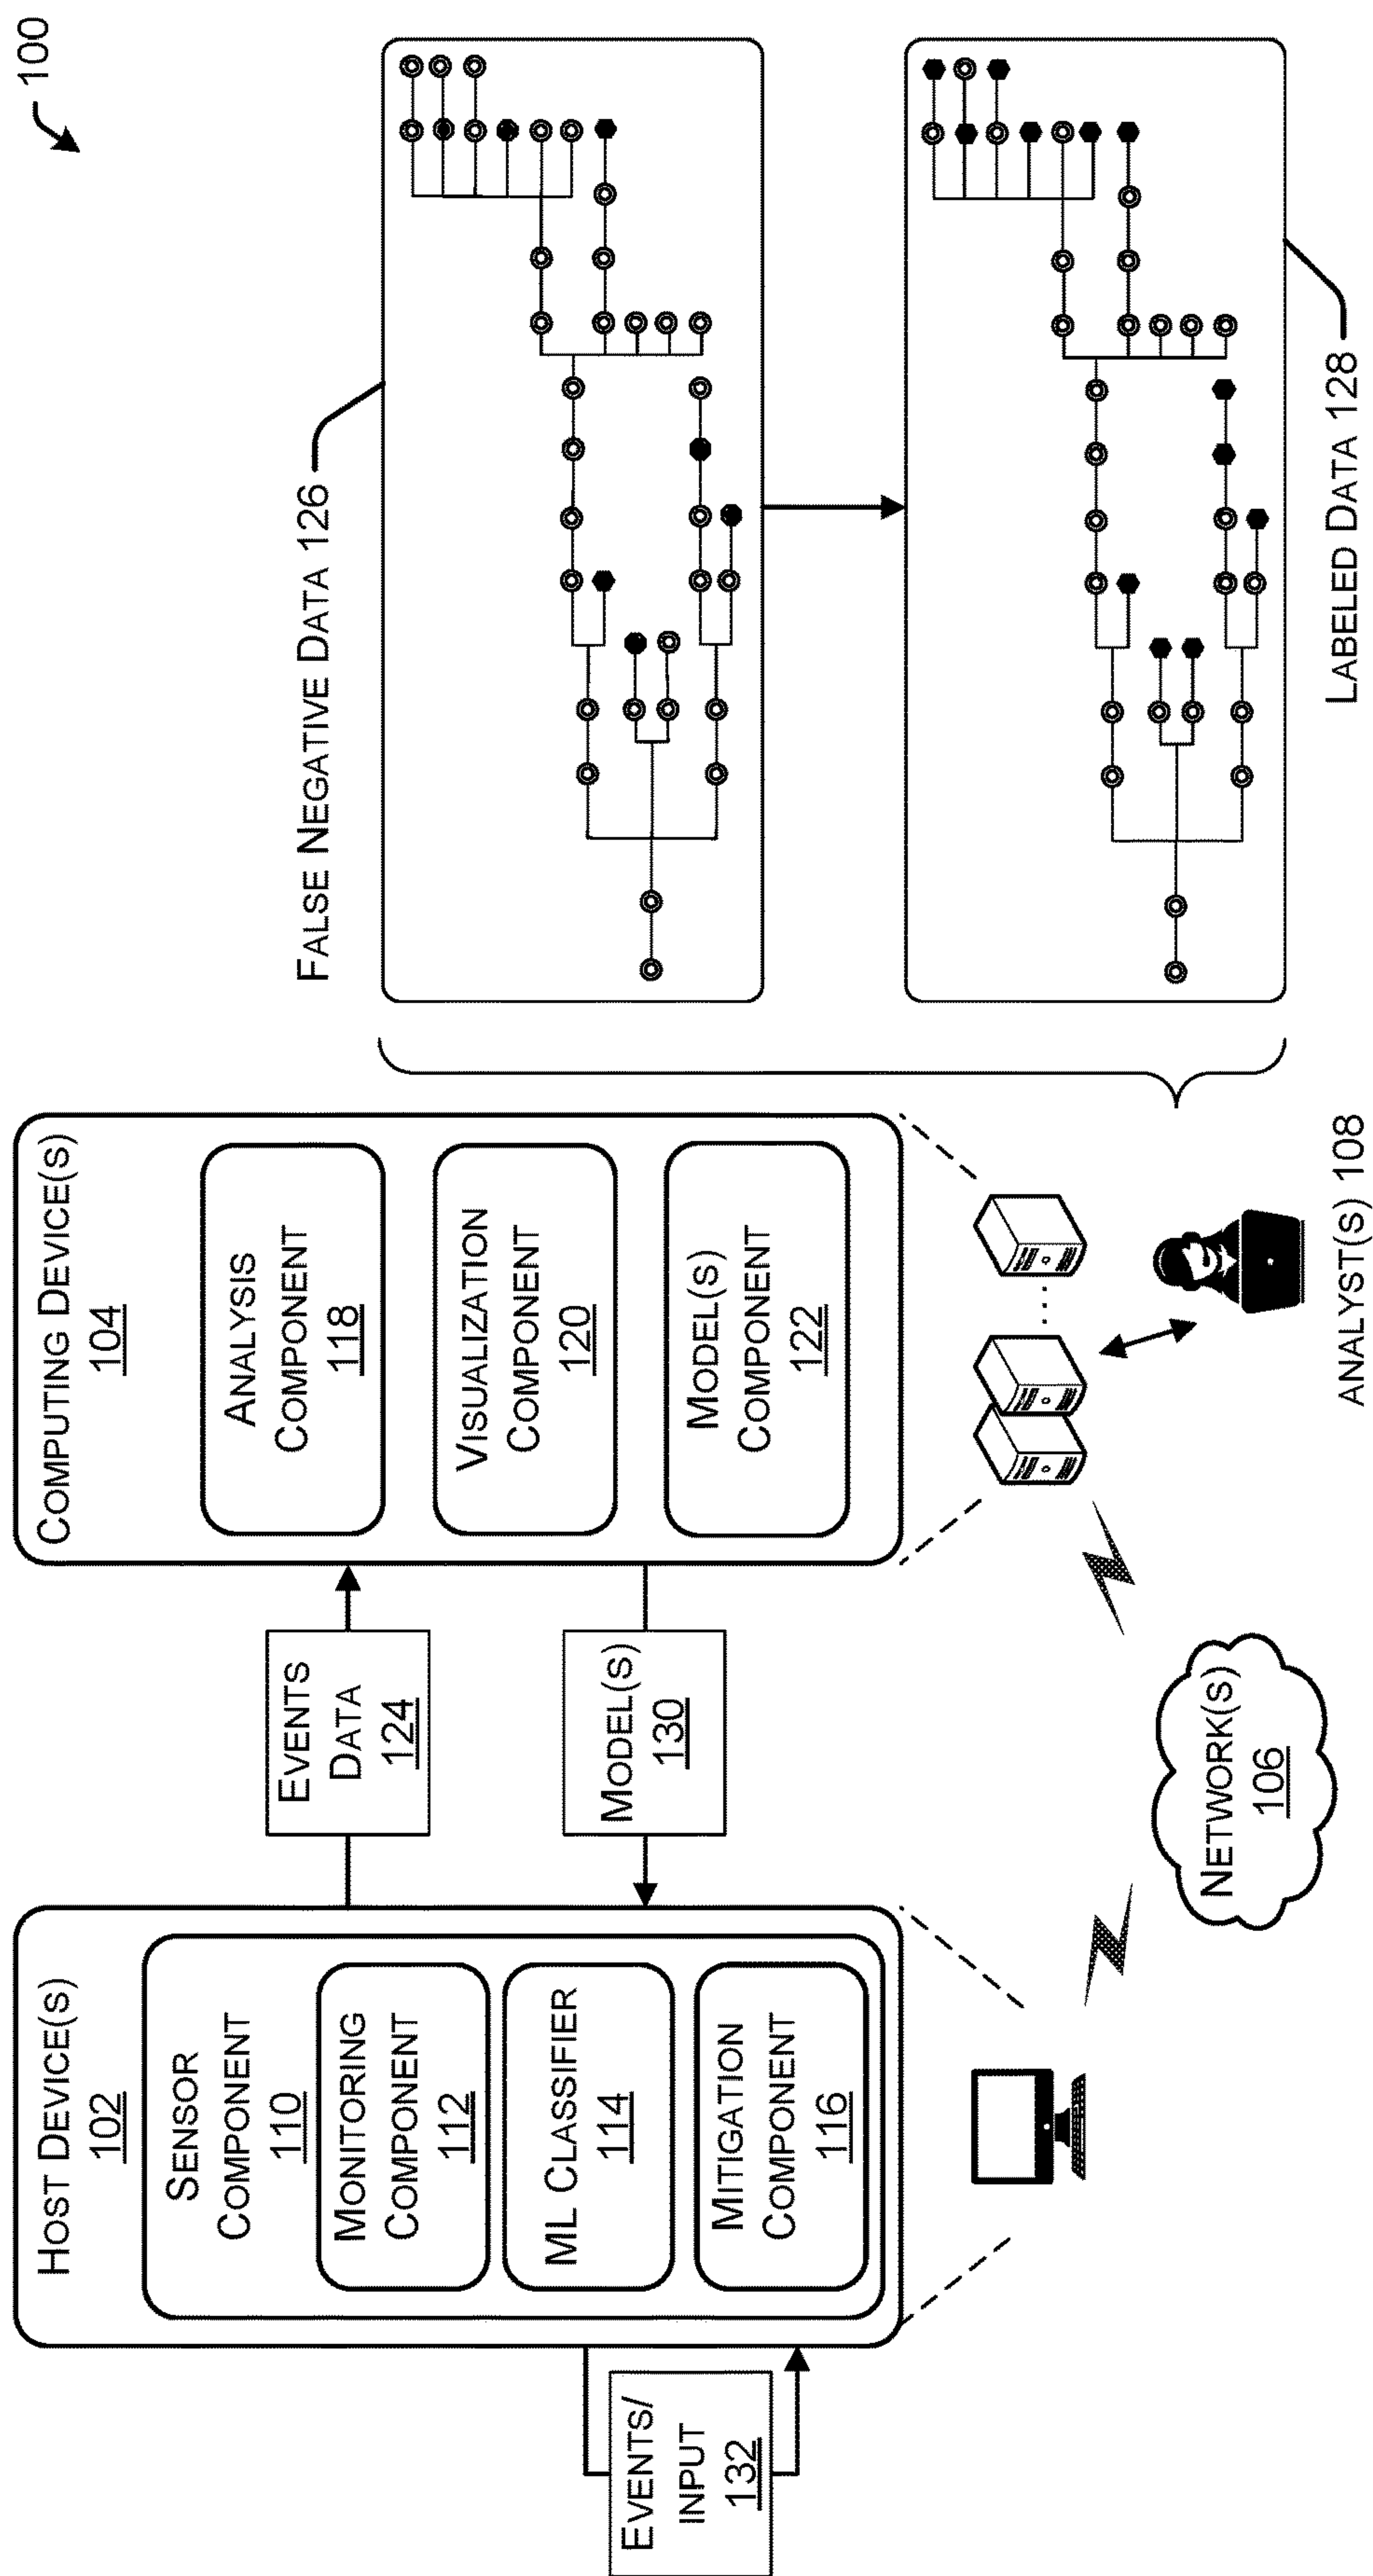 100
HOST DEVICE(S)
102
SENSOR
COMPONENT
110
MONITORING
COMPONENT
112
ML CLASSIFIER
114
MITIGATION
COMPONENT
116
EVENTS/
INPUT
132
EVENTS
DATA
124
MODEL(S)
130
COMPUTING DEVICE(S)
104
ANALYSIS
COMPONENT
118
VISUALIZATION
COMPONENT
120
MODEL(S)
COMPONENT
122
NETWORK(S)
106
ANALYST(S) 108
FALSE NEGATIVE DATA 126
LABELED DATA 128